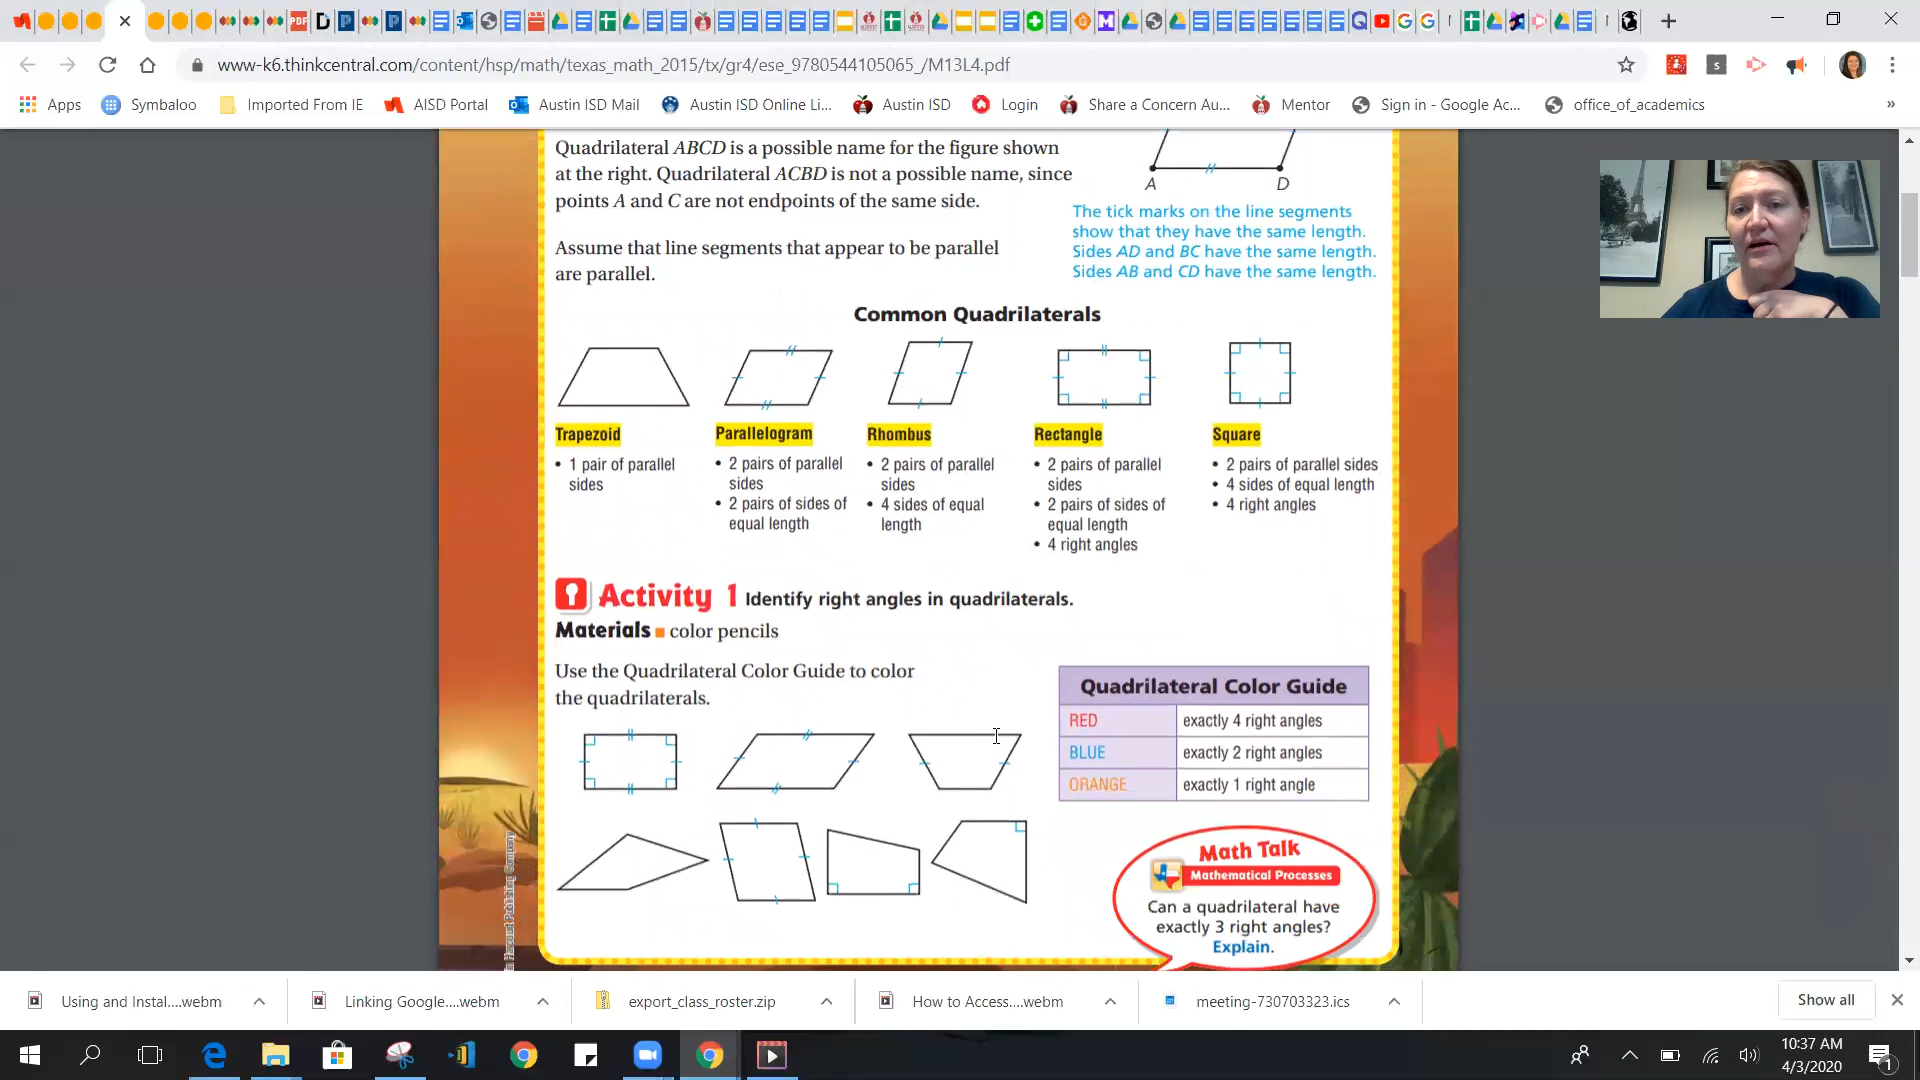 www-k6.thinkcentral.com/content/hsp/math/texas_math_2015/tx/gr4/ese_9780544105065_/M13L4.pdf
Apps Symbaloo Imported From IE AISD Portal Austin ISD Mail Austin ISD Online Li... Austin ISD Login Share a Concern Au... Mentor Sign in - Google Ac... office_of_academics »
Quadrilateral ABCD is a possible name for the figure shown
at the right. Quadrilateral ACBD is not a possible name, since
points A and C are not endpoints of the same side.
Assume that line segments that appear to be parallel
are parallel.
A D
The tick marks on the line segments
show that they have the same length.
Sides AD and BC have the same length.
Sides AB and CD have the same length.
Common Quadrilaterals
Trapezoid
• 1 pair of parallel
sides
Parallelogram
• 2 pairs of parallel
sides
• 2 pairs of sides of
equal length
Rhombus
• 2 pairs of parallel
sides
• 4 sides of equal
length
Rectangle
• 2 pairs of parallel
sides
• 2 pairs of sides of
equal length
• 4 right angles
Square
• 2 pairs of parallel sides
• 4 sides of equal length
• 4 right angles
Activity 1 Identify right angles in quadrilaterals.
Materials ■ color pencils
Use the Quadrilateral Color Guide to color
the quadrilaterals.
Quadrilateral Color Guide
RED exactly 4 right angles
BLUE exactly 2 right angles
ORANGE exactly 1 right angle
Math Talk
Mathematical Processes
Can a quadrilateral have
exactly 3 right angles?
Explain.
n Harcourt Publishing Company
Using and Instal....webm Linking Google....webm export_class_roster.zip How to Access....webm meeting-730703323.ics Show all
10:37 AM
4/3/2020
1